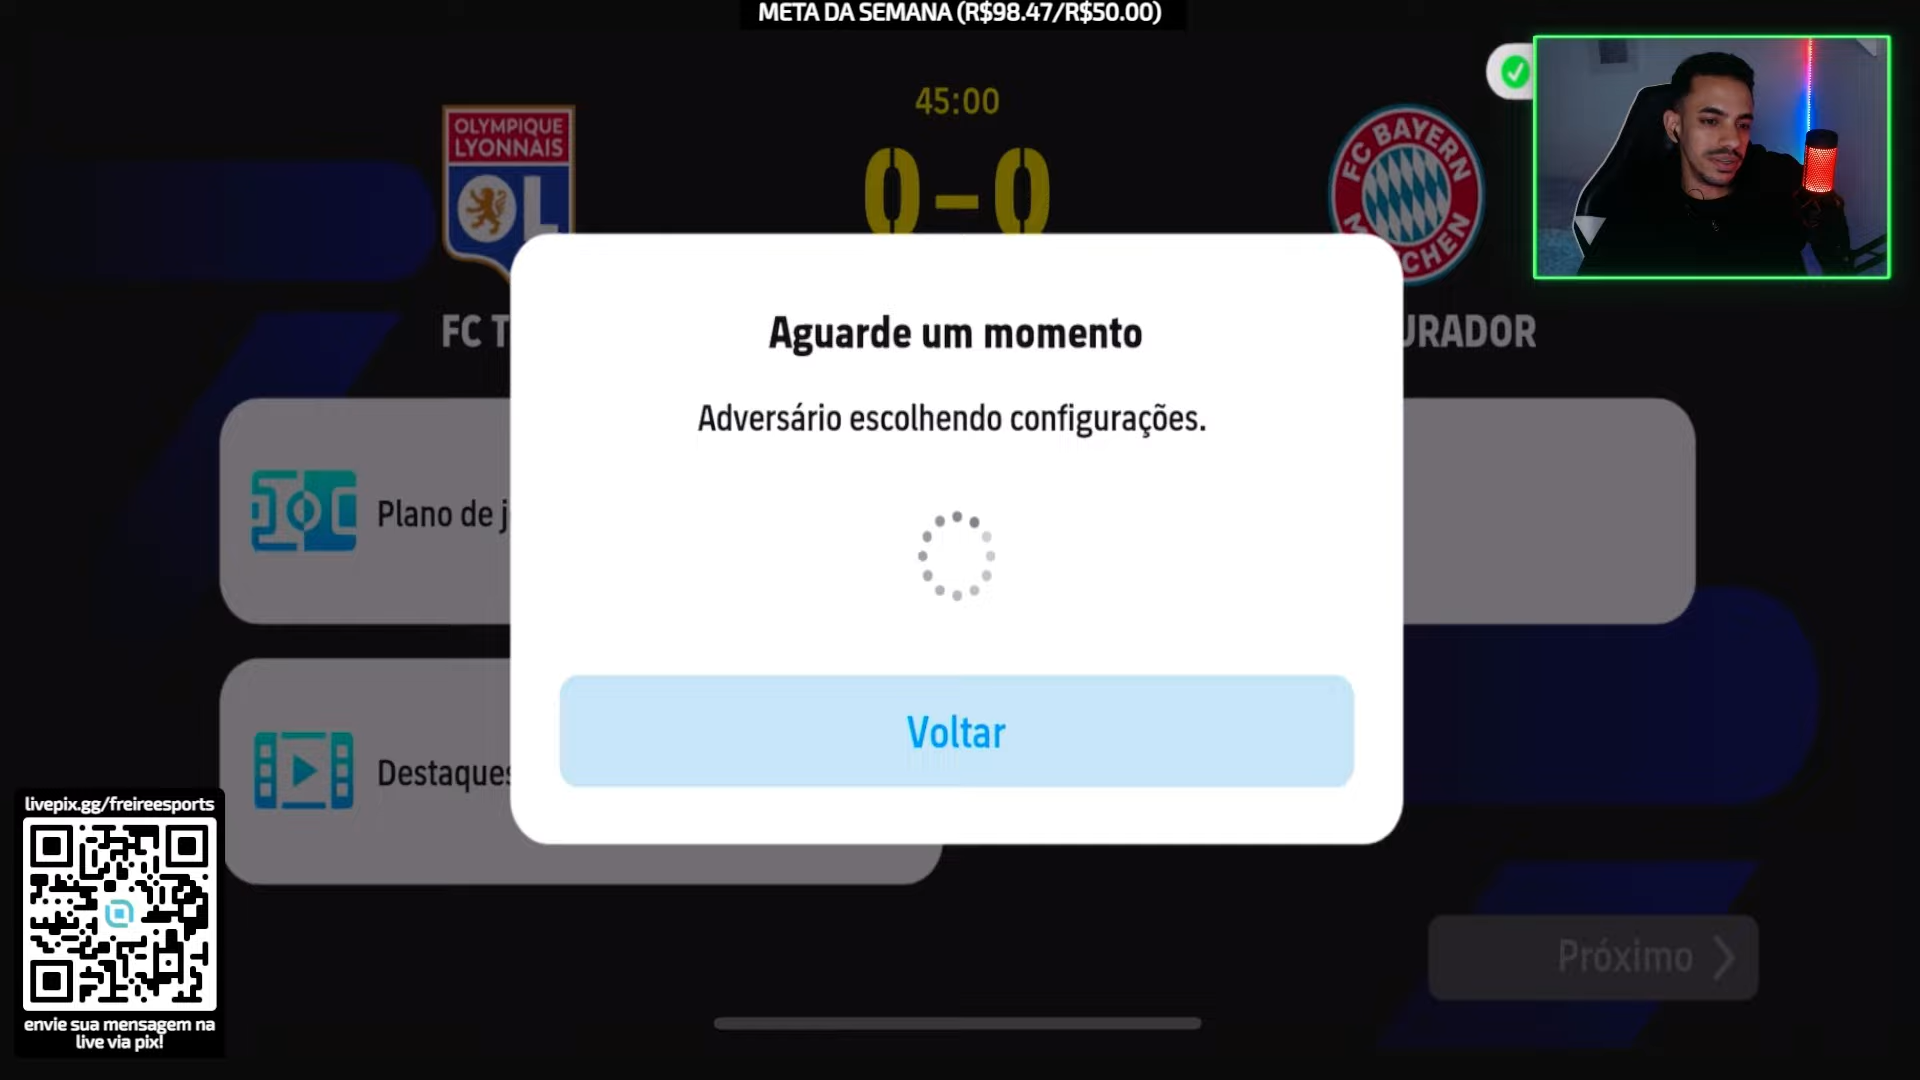 META DA SEMANA (R$98.47/R$50.00)
45:00
OLYMPIQUE
LYONNAIS
OL
0-0
FC BAYERN
CHEN
FC T
URADOR
Aguarde um momento
Adversário escolhendo configurações.
Plano de j
Voltar
Destaques
livepix.gg/freireesports
Próximo
envie sua mensagem na
live via pix!